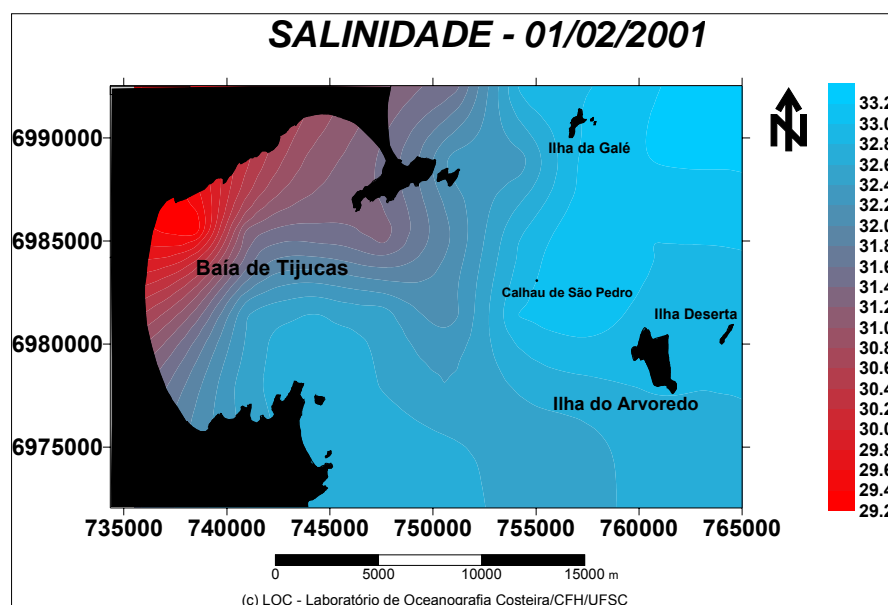 SALINIDADE - 01/02/2001
6990000
6985000
6980000
6975000
735000 740000 745000 750000 755000 760000 765000
Ilha da Galé
Baía de Tijucas
Calhau de São Pedro
Ilha Deserta
Ilha do Arvoredo
N
33.2
33.0
32.8
32.6
32.4
32.2
32.0
31.8
31.6
31.4
31.2
31.0
30.8
30.6
30.4
30.2
30.0
29.8
29.6
29.4
29.2
0 5000 10000 15000 m
(c) LOC - Laboratório de Oceanografia Costeira/CFH/UFSC